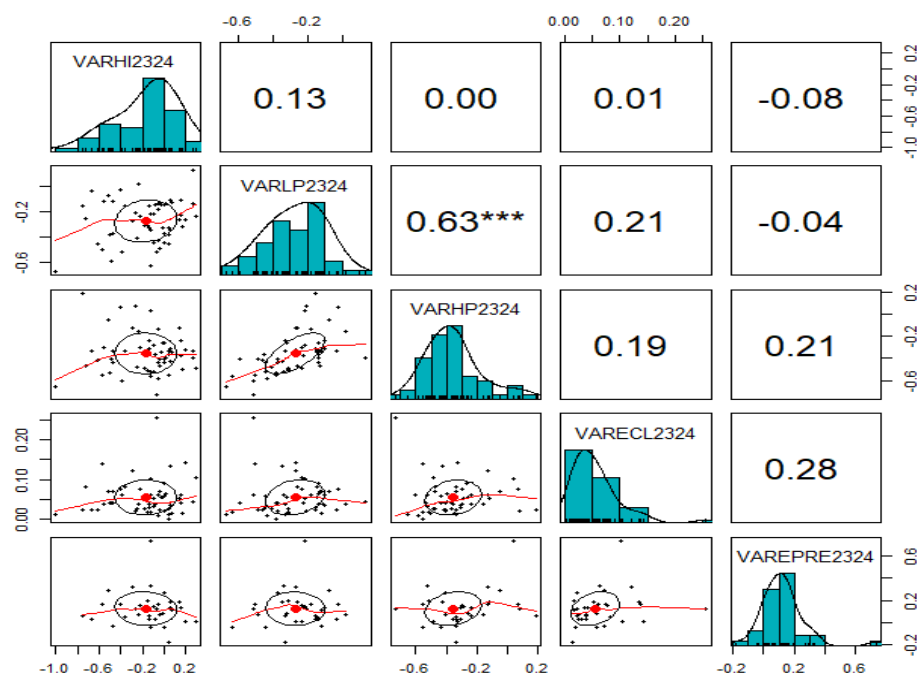 -0.6 -0.2 0.00 0.10 0.20
VARHI2324 0.13 0.00 0.01 -0.08
-1.0 -0.6 -0.2 0.2
VARLP2324 0.63*** 0.21 -0.04
-0.6 -0.2
VARHP2324 0.19 0.21
-0.6 -0.2 0.2
VARECL2324 0.28
0.00 0.10 0.20
VAREPRE2324
-0.2 0.2 0.6
-1.0 -0.6 -0.2 0.2 -0.6 -0.2 0.2 -0.2 0.2 0.6